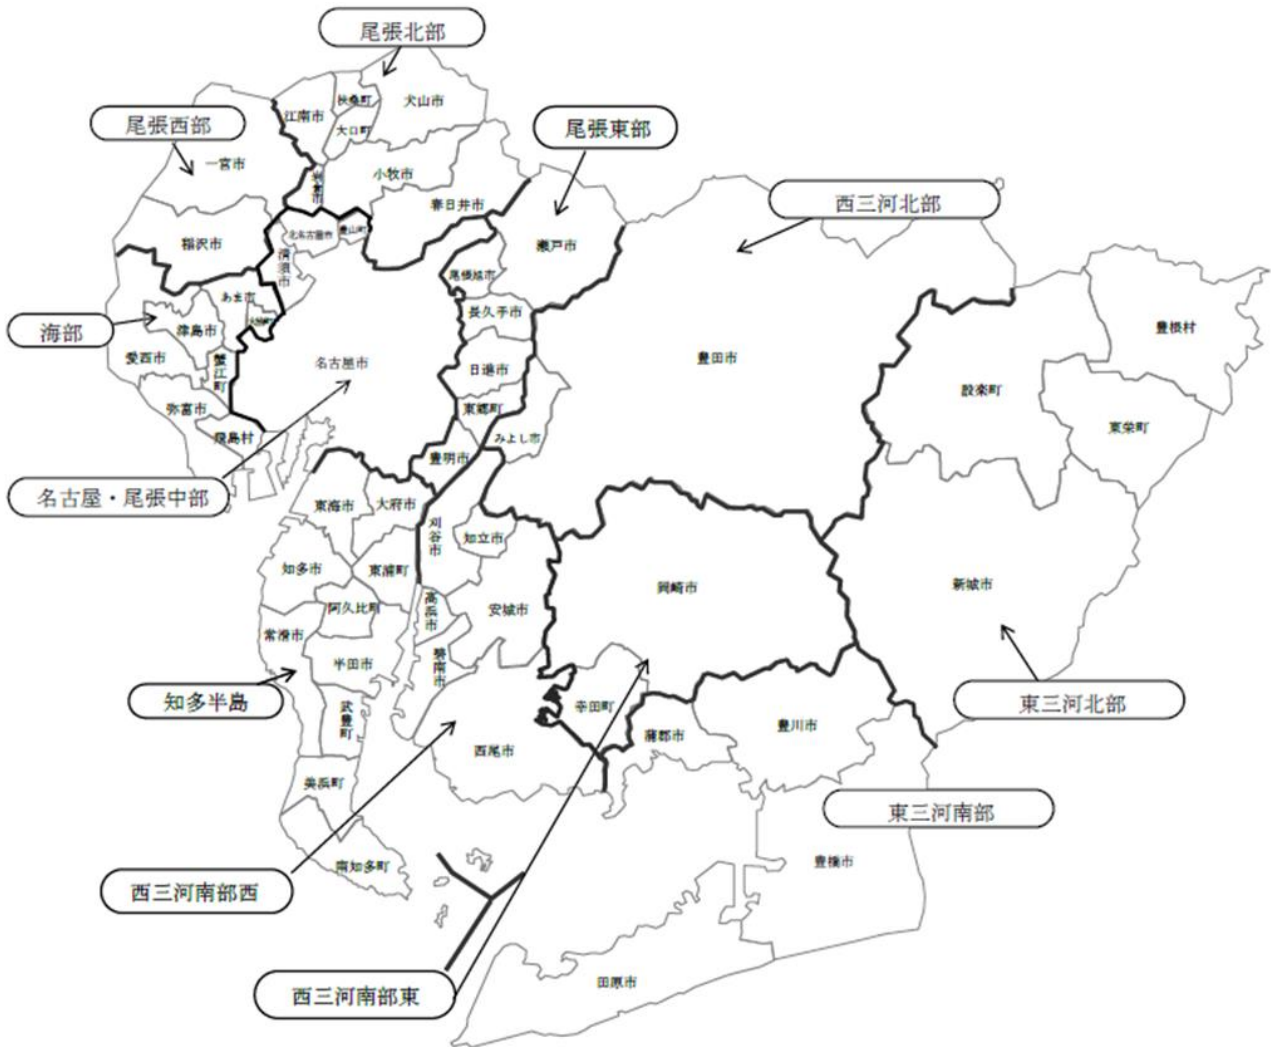 尾張北部
扶桑町
犬山市
江南市
大口町
尾張西部
尾張東部
一宮市
小牧市
岩倉市
春日井市
西三河北部
稲沢市
北名古屋市
豊山町
瀬戸市
清須市
尾張旭市
あま市
長久手市
海部
津島市
豊根村
愛西市
蟹江町
名古屋市
日進市
豊田市
設楽町
弥富市
東郷町
飛島村
みよし市
東栄町
豊明市
名古屋・尾張中部
東海市
大府市
刈谷市
知立市
知多市
東浦町
岡崎市
新城市
阿久比町
高浜市
安城市
常滑市
半田市
碧南市
知多半島
武豊町
幸田町
東三河北部
蒲郡市
豊川市
西尾市
美浜町
東三河南部
南知多町
豊橋市
西三河南部西
田原市
西三河南部東